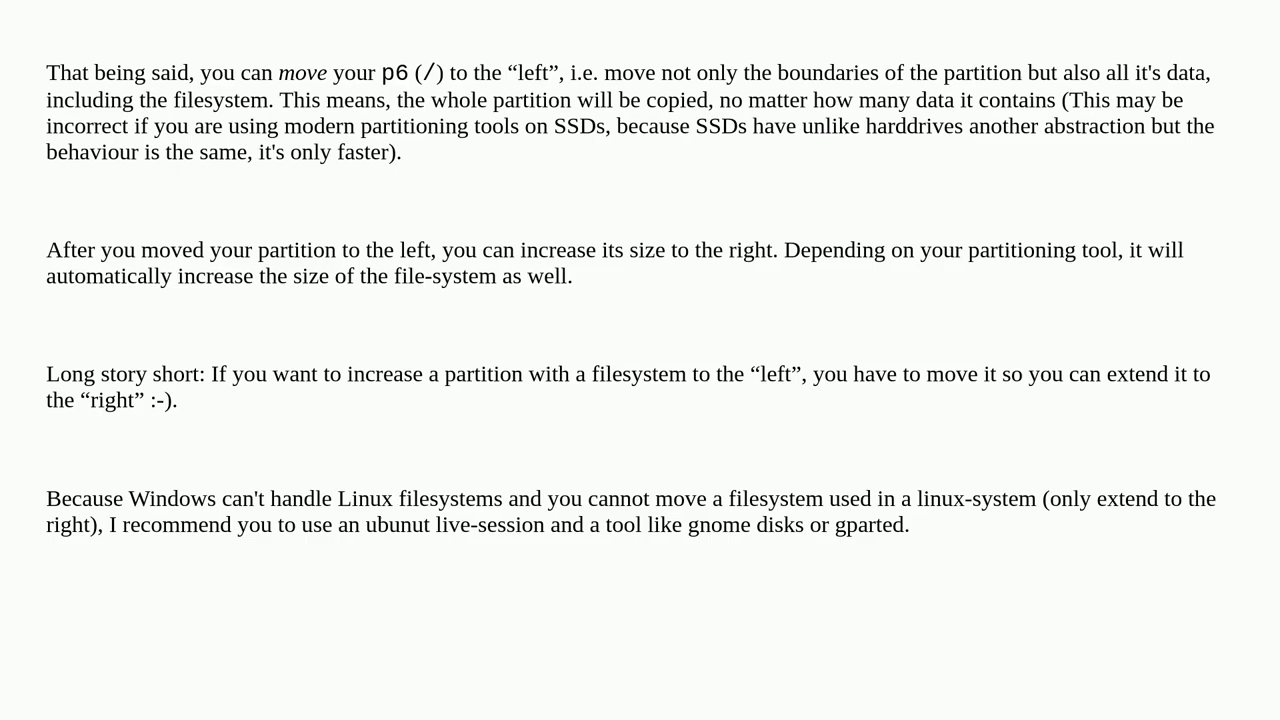 That being said, you can move your p6 (/) to the “left”, i.e. move not only the boundaries of the partition but also all it's data,
including the filesystem. This means, the whole partition will be copied, no matter how many data it contains (This may be
incorrect if you are using modern partitioning tools on SSDs, because SSDs have unlike harddrives another abstraction but the
behaviour is the same, it's only faster).
After you moved your partition to the left, you can increase its size to the right. Depending on your partitioning tool, it will
automatically increase the size of the file-system as well.
Long story short: If you want to increase a partition with a filesystem to the “left”, you have to move it so you can extend it to
the “right” :-).
Because Windows can't handle Linux filesystems and you cannot move a filesystem used in a linux-system (only extend to the
right), I recommend you to use an ubunut live-session and a tool like gnome disks or gparted.